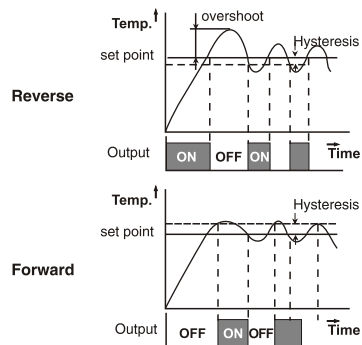 Temp.
overshoot
Hysteresis
set point
Reverse
Output
ON
OFF
ON
Time
Temp.
Hysteresis
set point
Forward
Output
OFF
ON
OFF
Time